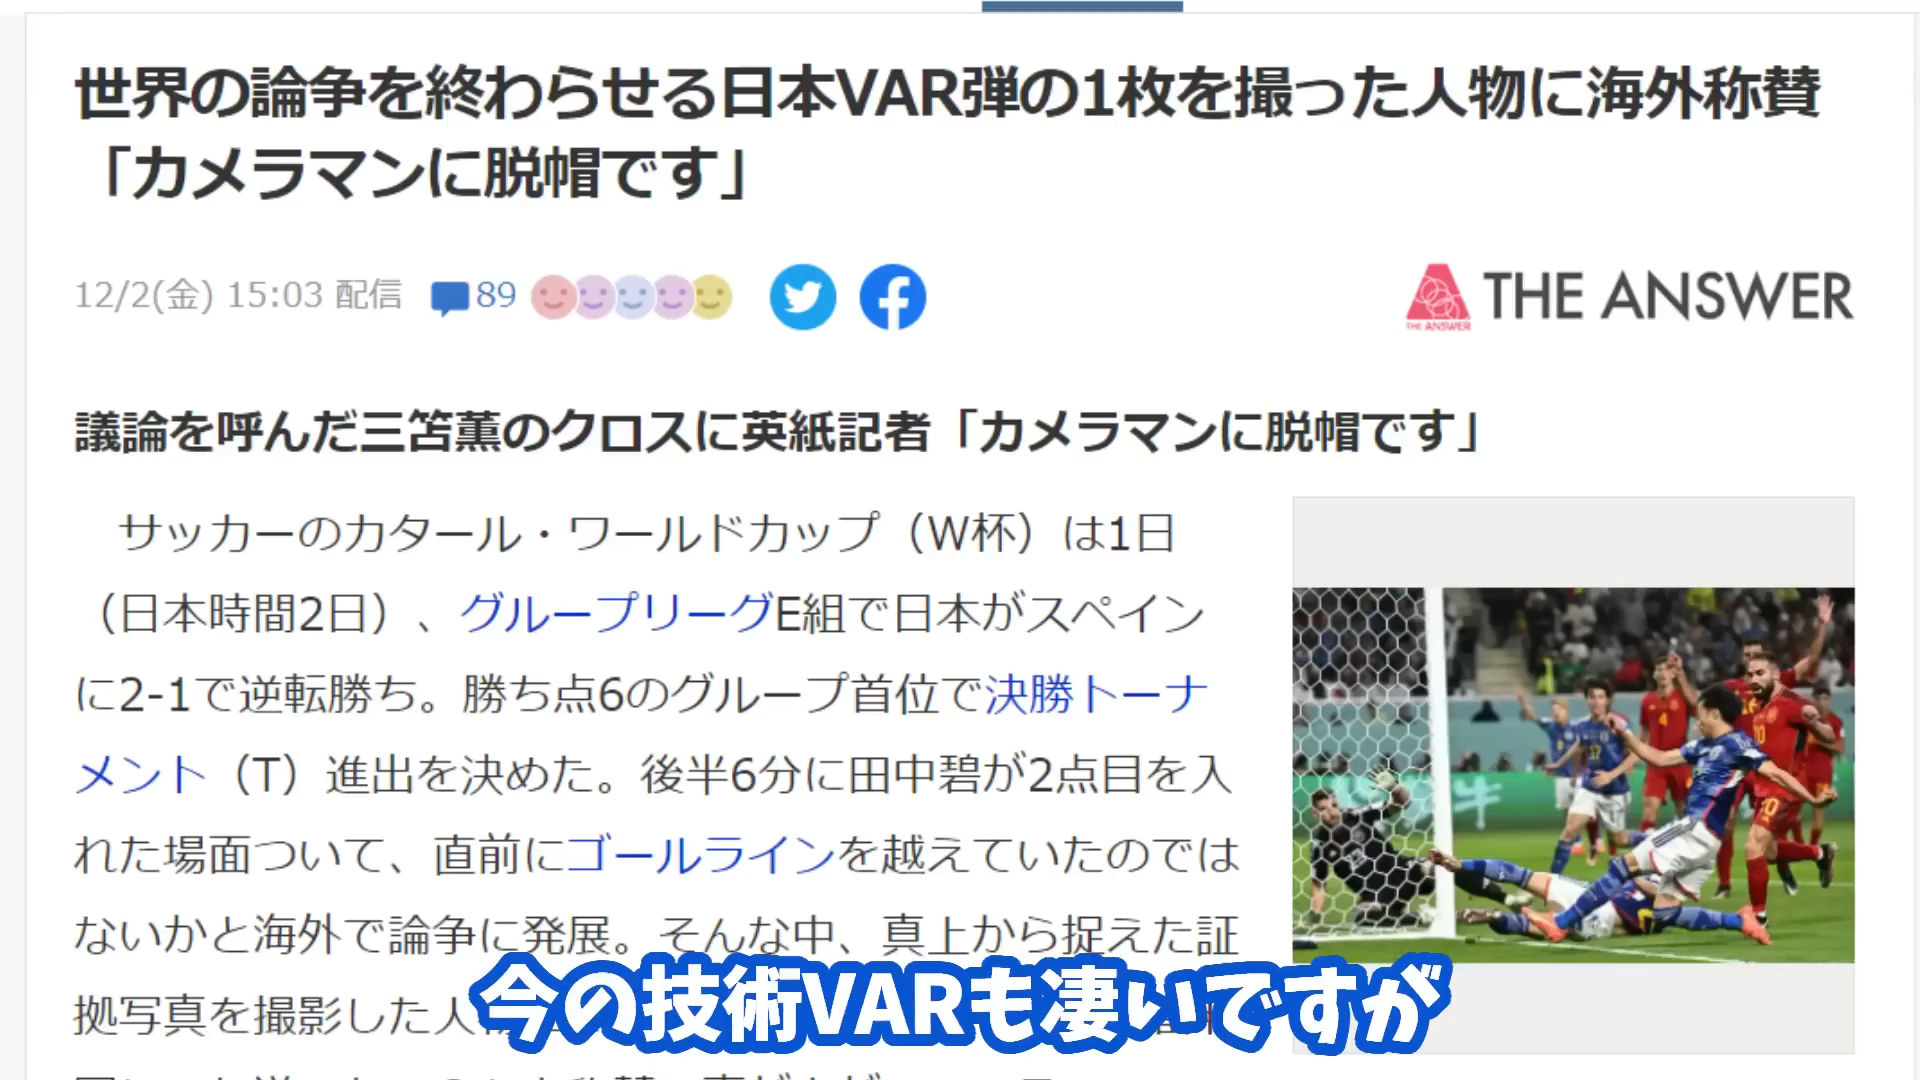 世界の論争を終わらせる日本VAR弾の1枚を撮った人物に海外称賛
「カメラマンに脱帽です」
12/2(金) 15:03 配信
89
THE ANSWER
THE ANSWER
議論を呼んだ三笘薫のクロスに英紙記者「カメラマンに脱帽です」
サッカーのカタール・ワールドカップ（W杯）は1日
（日本時間2日）、グループリーグE組で日本がスペイン
に2-1で逆転勝ち。勝ち点6のグループ首位で決勝トーナ
メント（T）進出を決めた。後半6分に田中碧が2点目を入
れた場面ついて、直前にゴールラインを越えていたのでは
ないかと海外で論争に発展。そんな中、真上から捉えた証
拠写真を撮影した人
今の技術VARも凄いですが